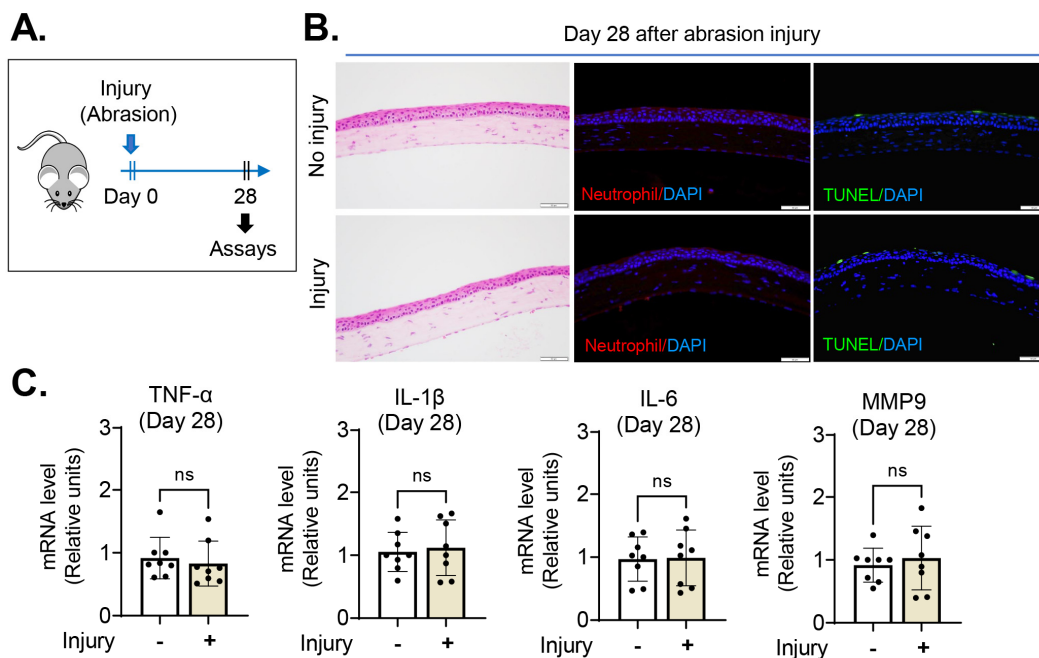 A.
Injury
(Abrasion)
Day 0
28
Assays
B.
Day 28 after abrasion injury
No injury
Neutrophil/DAPI
TUNEL/DAPI
Injury
Neutrophil/DAPI
TUNEL/DAPI
C.
TNF-α
(Day 28)
mRNA level
(Relative units)
3
2
1
0
ns
Injury - +
IL-1β
(Day 28)
mRNA level
(Relative units)
3
2
1
0
ns
Injury - +
IL-6
(Day 28)
mRNA level
(Relative units)
3
2
1
0
ns
Injury - +
MMP9
(Day 28)
mRNA level
(Relative units)
3
2
1
0
ns
Injury - +